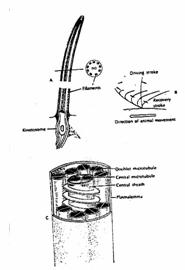 Driving
stroke
A
B
Filaments
Recovery
stroke
Kinetosome
Direction of animal movement
Doublet microtubule
Central microtubule
Central sheath
Plasmalemma
C